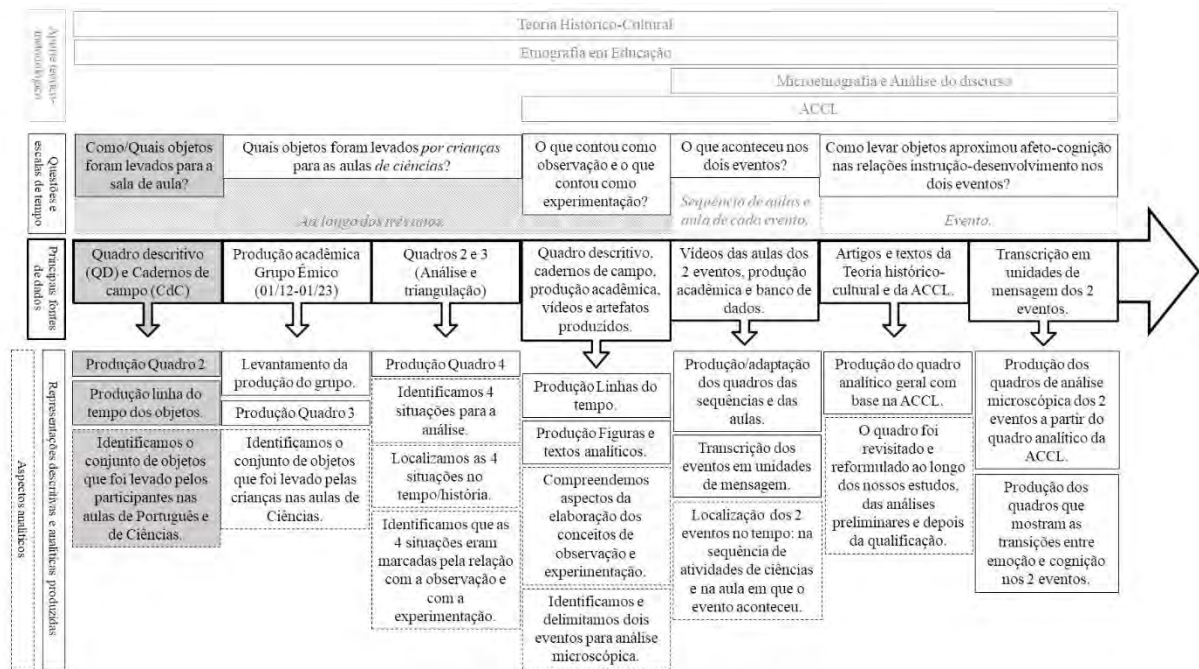 Teoria Histórico-Cultural
Etnografia em Educação
Microetnografia e Análise do discurso
ACCL
Aporte teórico-
metodológico
Questões e
escalas de tempo
Como/Quais objetos
foram levados para a
sala de aula?
Quais objetos foram levados por crianças
para as aulas de ciências?
O que contou como
observação e o que
contou como
experimentação?
O que aconteceu nos
dois eventos?
Como levar objetos aproximou afeto-cognição
nas relações instrução-desenvolvimento nos
dois eventos?
Ao longo dos três anos.
Sequência de aulas e
aula de cada evento.
Evento.
Principais fontes
de dados
Quadro descritivo
(QD) e Cadernos de
campo (CdC)
Produção acadêmica
Grupo Êmico
(01/12-01/23)
Quadros 2 e 3
(Análise e
triangulação)
Quadro descritivo,
cadernos de campo,
produção acadêmica,
vídeos e artefatos
produzidos.
Vídeos das aulas dos
2 eventos, produção
acadêmica e banco de
dados.
Artigos e textos da
Teoria histórico-
cultural e da ACCL.
Transcrição em
unidades de
mensagem dos 2
eventos.
Aspectos analíticos
Representações descritivas e analíticas produzidas
Produção Quadro 2
Produção linha do
tempo dos objetos.
Identificamos o
conjunto de objetos
que foi levado pelos
participantes nas
aulas de Português e
de Ciências.
Levantamento da
produção do grupo.
Produção Quadro 3
Identificamos o
conjunto de objetos
que foi levado pelas
crianças nas aulas de
Ciências.
Produção Quadro 4
Identificamos 4
situações para a
análise.
Localizamos as 4
situações no
tempo/história.
Identificamos que as
4 situações eram
marcadas pela relação
com a observação e
com a
experimentação.
Produção Linhas do
tempo.
Produção Figuras e
textos analíticos.
Compreendemos
aspectos da
elaboração dos
conceitos de
observação e
experimentação.
Identificamos e
delimitamos dois
eventos para análise
microscópica.
Produção/adaptação
dos quadros das
sequências e das
aulas.
Transcrição dos
eventos em unidades
de mensagem.
Localização dos 2
eventos no tempo: na
sequência de
atividades de ciências
e na aula em que o
evento aconteceu.
Produção do quadro
analítico geral com
base na ACCL.
O quadro foi
revisitado e
reformulado ao longo
dos nossos estudos,
das análises
preliminares e depois
da qualificação.
Produção dos
quadros de análise
microscópica dos 2
eventos a partir do
quadro analítico da
ACCL.
Produção dos
quadros que
mostram as
transições entre
emoção e cognição
nos 2 eventos.